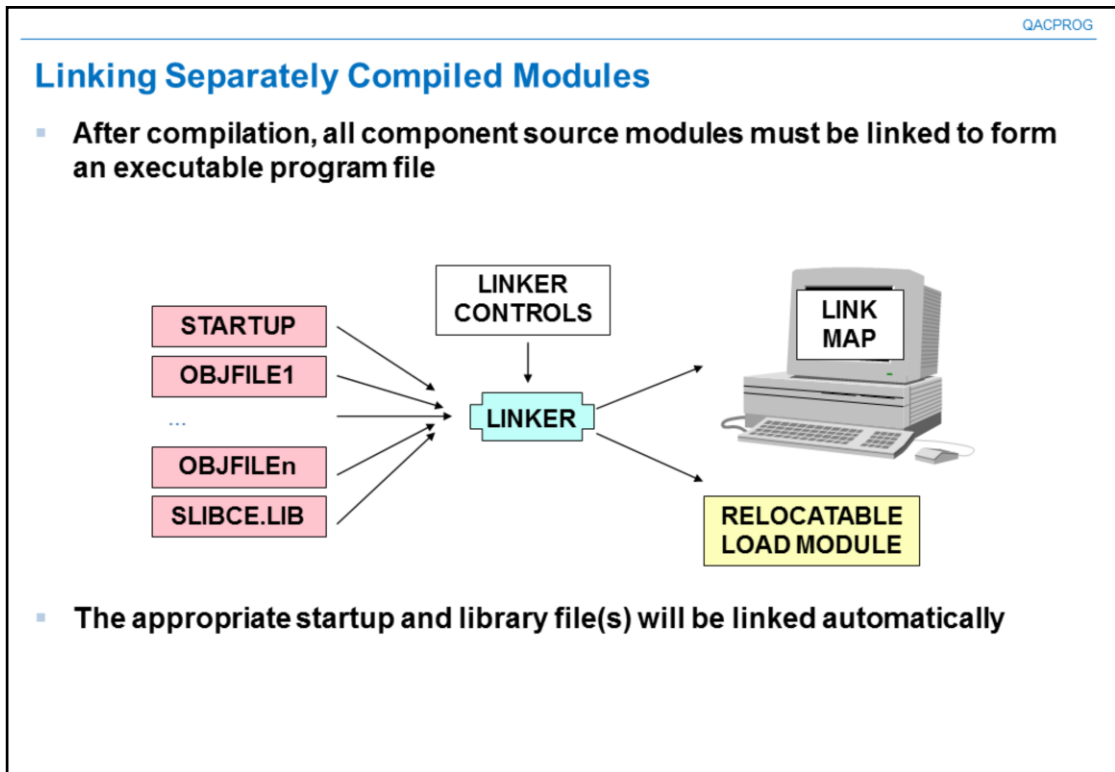 QACPROG
Linking Separately Compiled Modules
After compilation, all component source modules must be linked to form
an executable program file
LINKER
CONTROLS
STARTUP
OBJFILE1
...
OBJFILEn
SLIBCE.LIB
LINKER
LINK
MAP
RELOCATABLE
LOAD MODULE
The appropriate startup and library file(s) will be linked automatically